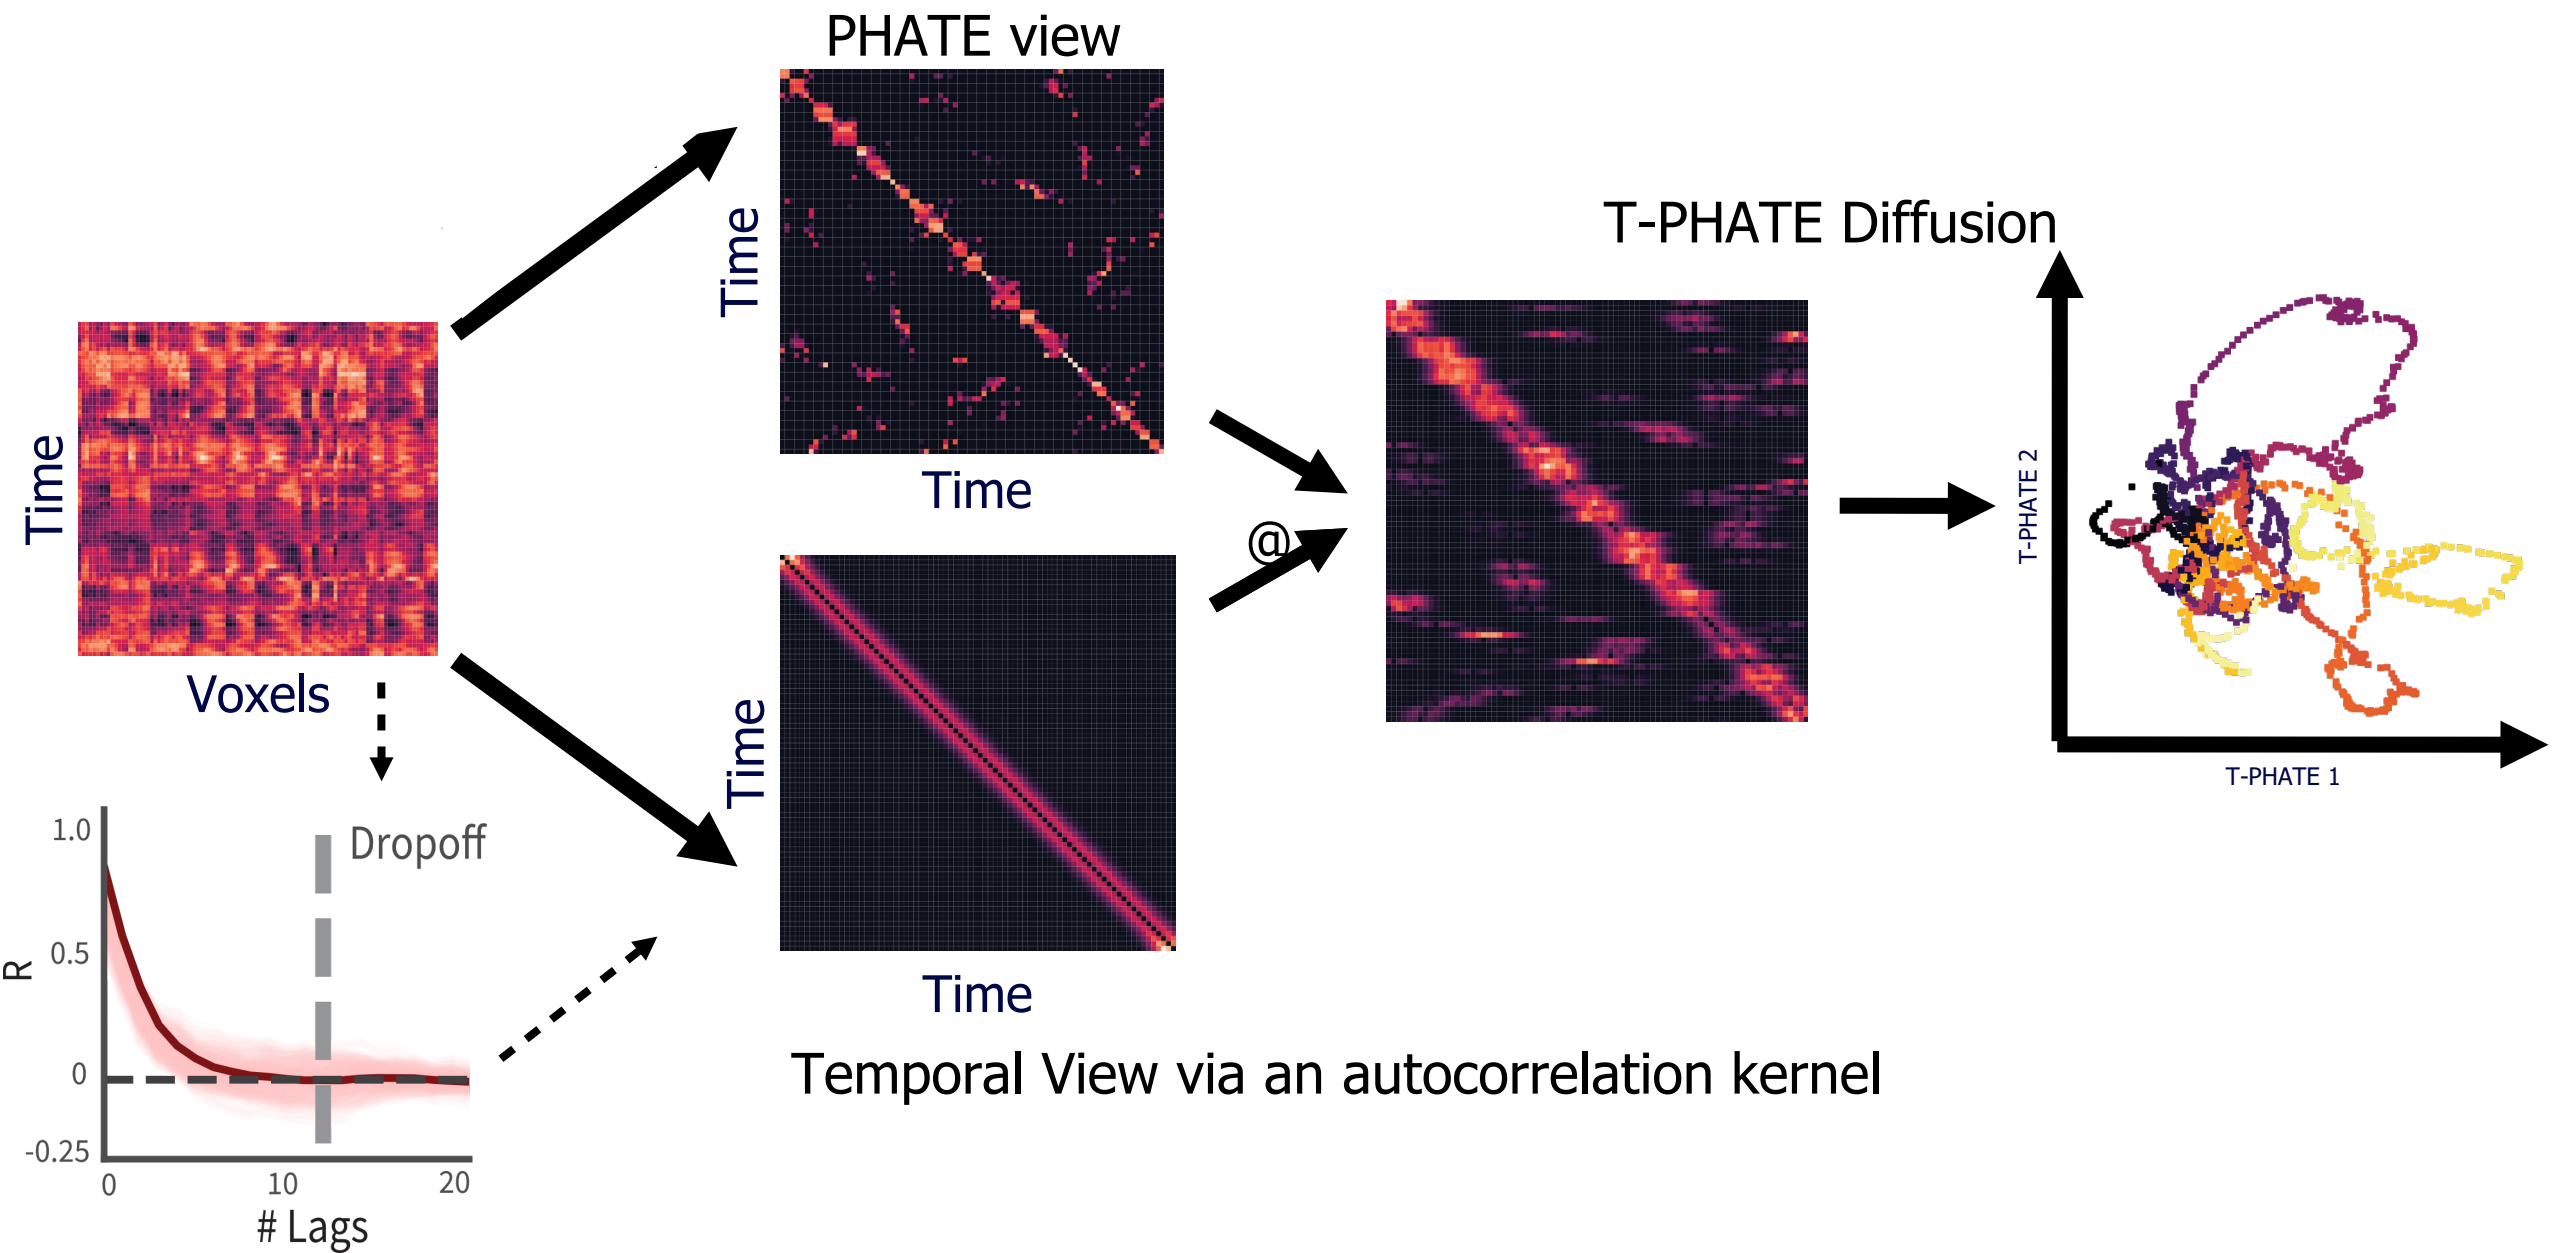 PHATE view
Time
Time
T-PHATE Diffusion
Time
Voxels
@
Time
Time
T-PHATE 2
T-PHATE 1
Temporal View via an autocorrelation kernel
Dropoff
R
1.0
0.5
0
-0.25
0 10 20
# Lags